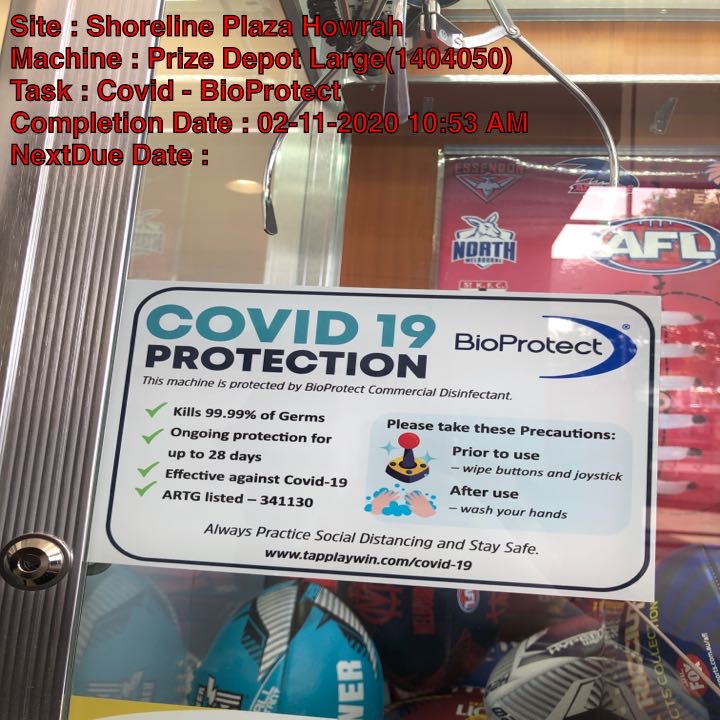 Site : Shoreline Plaza Howrah
Machine : Prize Depot Large(1404050)
Task : Covid - BioProtect
Completion Date : 02-11-2020 10:53 AM
NextDue Date :
ESSENDON
NORTH
MELBOURNE
AFL
ST K.F.C.
COVID 19
PROTECTION
BioProtect®
This machine is protected by BioProtect Commercial Disinfectant.
Kills 99.99% of Germs
Ongoing protection for
up to 28 days
Effective against Covid-19
ARTG listed – 341130
Please take these Precautions:
Prior to use
– wipe buttons and joystick
After use
– wash your hands
Always Practice Social Distancing and Stay Safe.
www.tapplaywin.com/covid-19
FOX